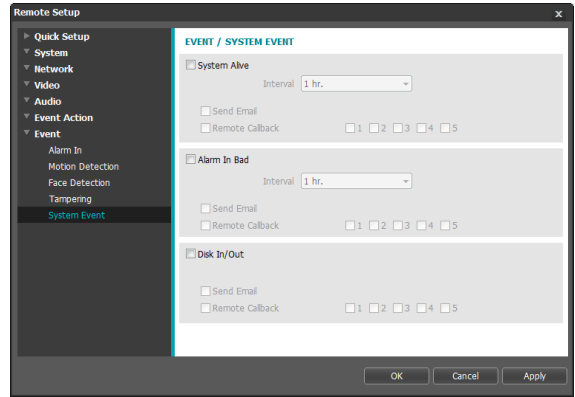 Remote Setup x
Quick Setup
System
Network
Video
Audio
Event Action
Event
Alarm In
Motion Detection
Face Detection
Tampering
System Event
EVENT / SYSTEM EVENT
System Alive
Interval 1 hr.
Send Email
Remote Callback 1 2 3 4 5
Alarm In Bad
Interval 1 hr.
Send Email
Remote Callback 1 2 3 4 5
Disk In/Out
Send Email
Remote Callback 1 2 3 4 5
OK Cancel Apply